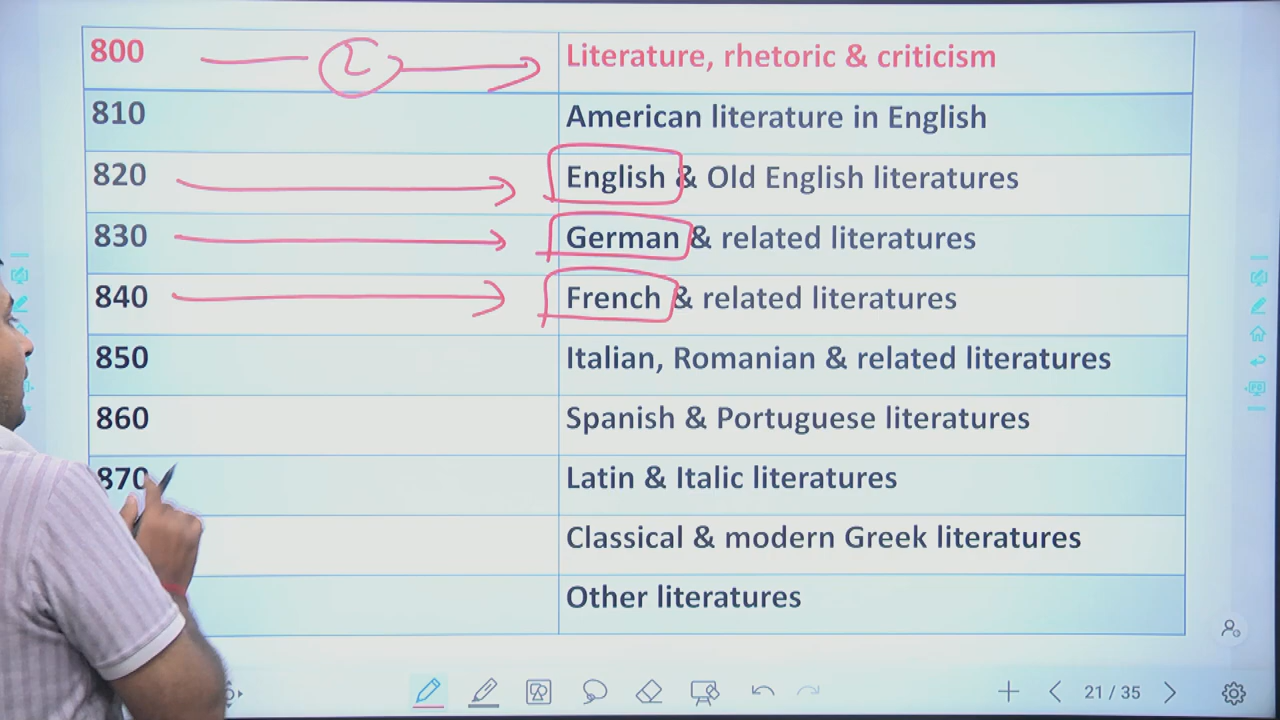 800 L Literature, rhetoric & criticism
810 American literature in English
820 English & Old English literatures
830 German & related literatures
840 French & related literatures
850 Italian, Romanian & related literatures
860 Spanish & Portuguese literatures
870 Latin & Italic literatures
Classical & modern Greek literatures
Other literatures
21 / 35